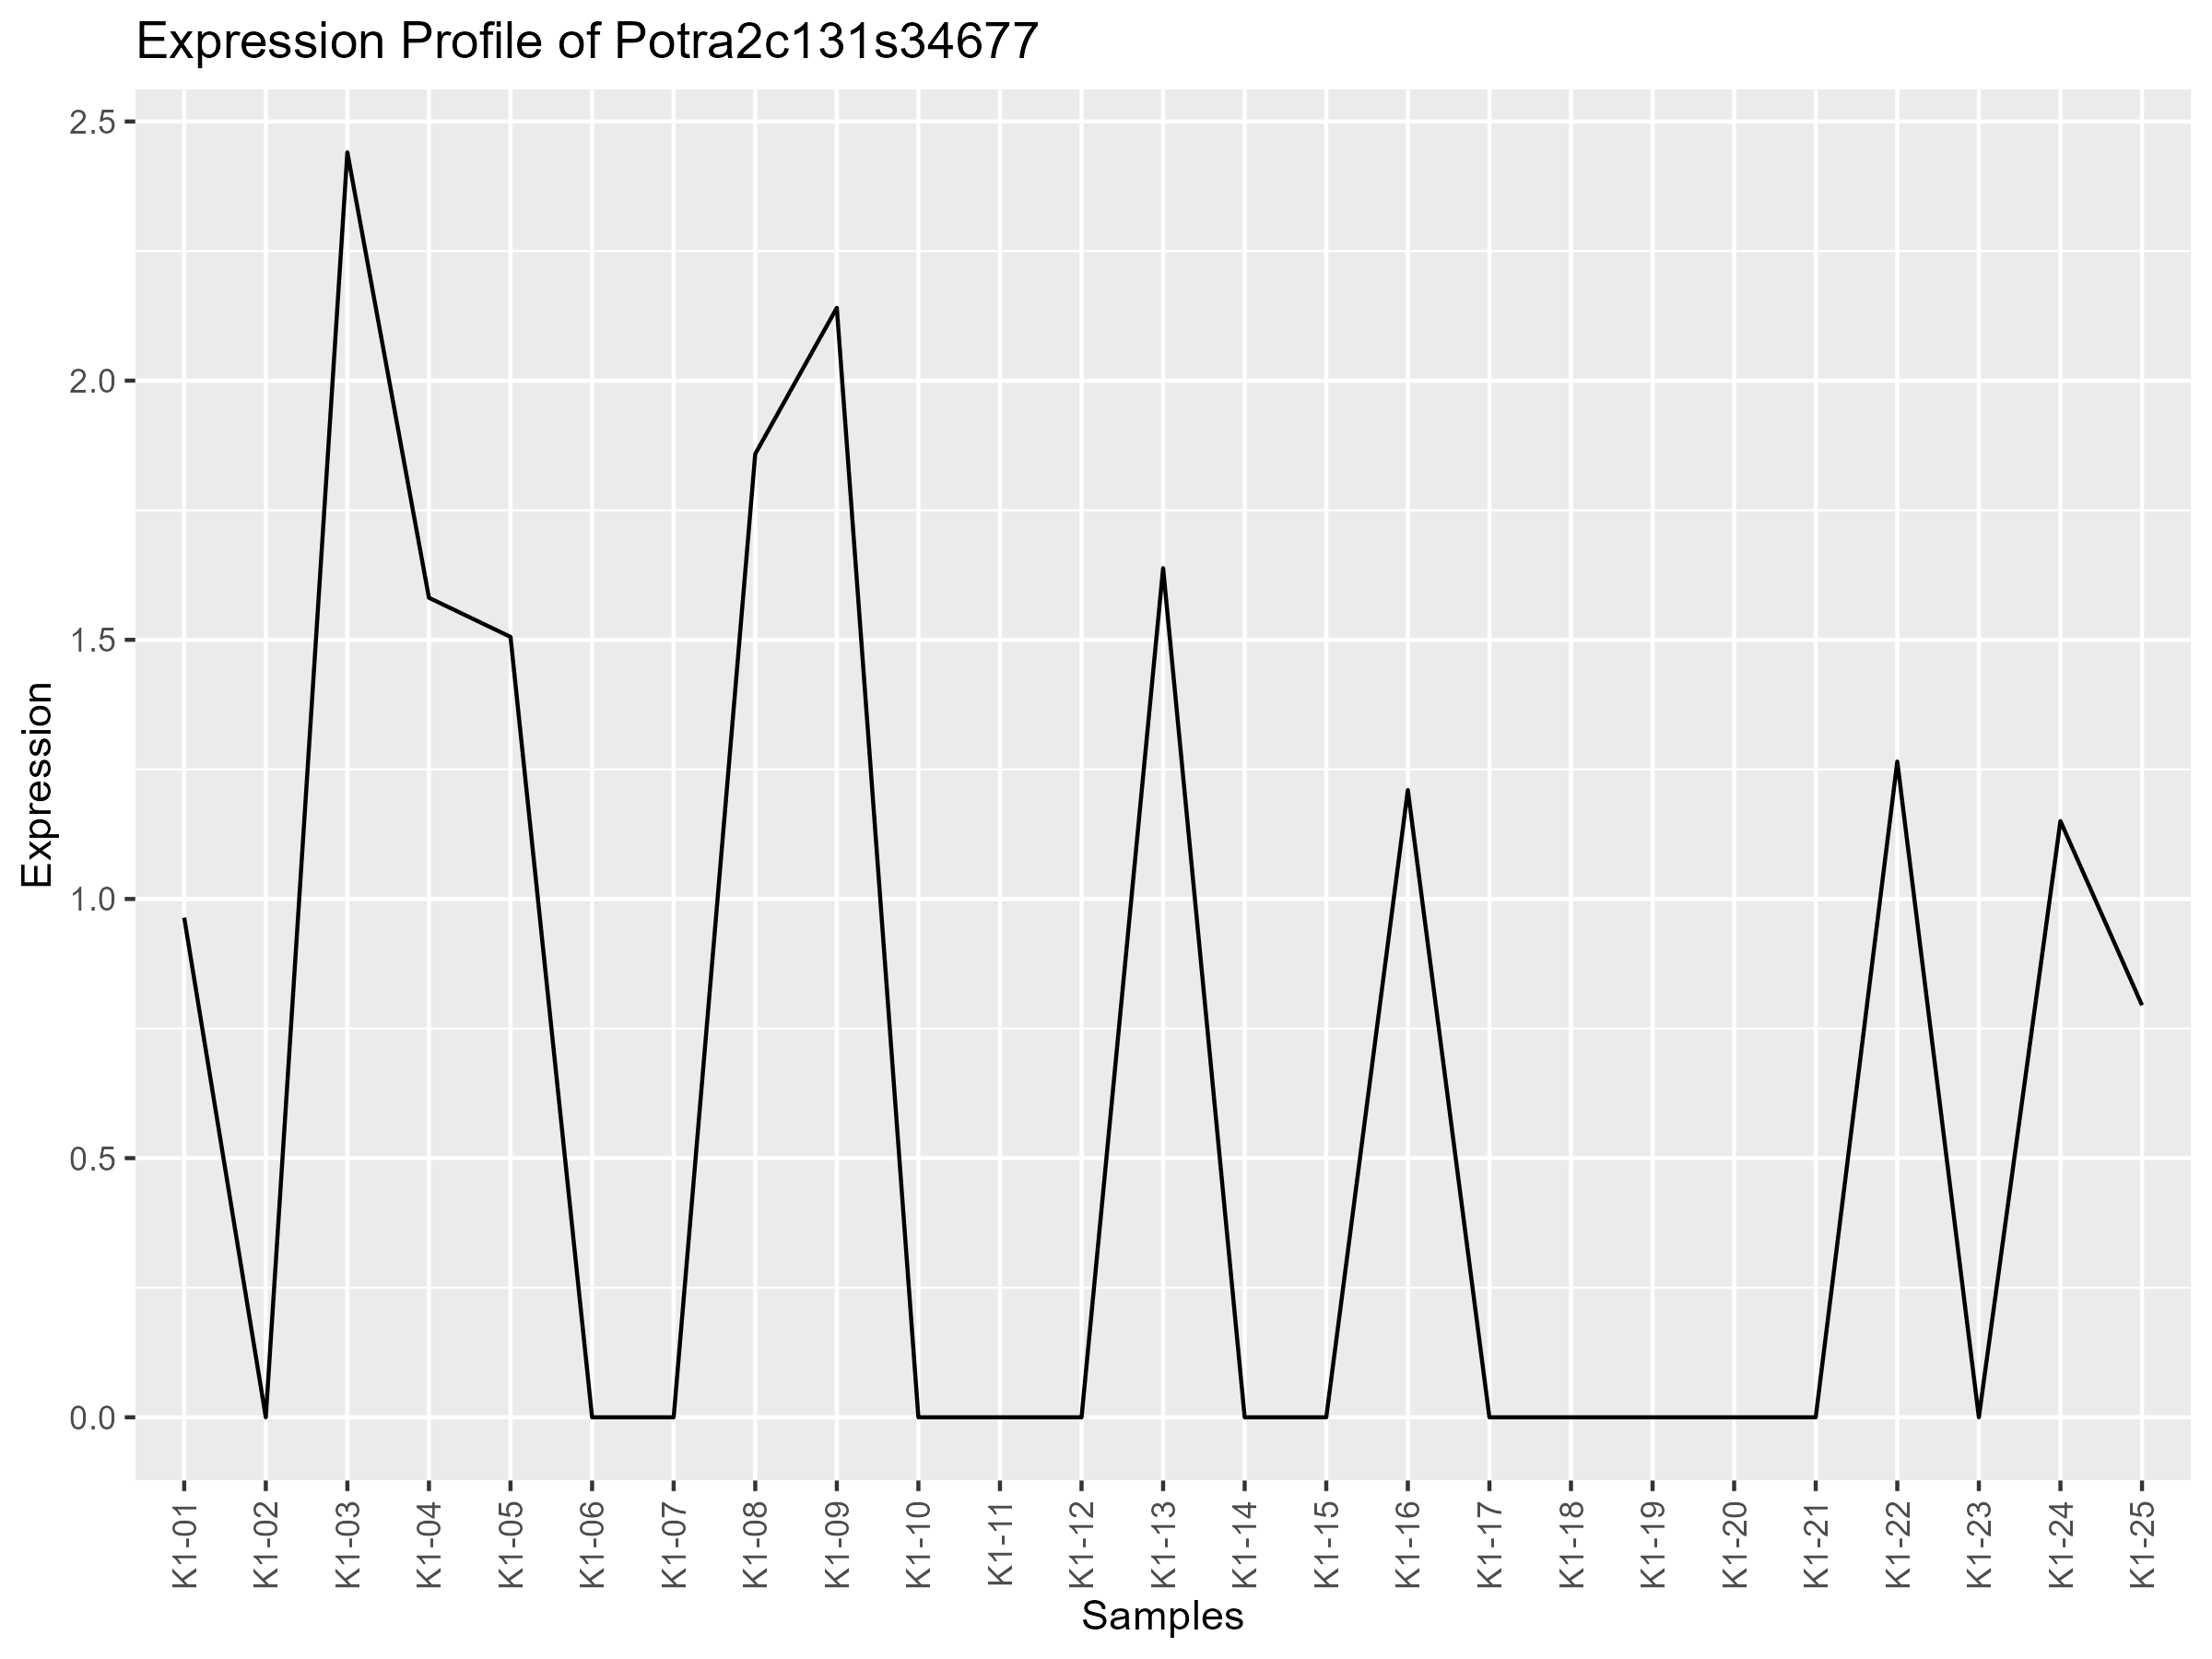 Expression Profile of Potra2c131s34677
Expression
2.5
2.0
1.5
1.0
0.5
0.0
K1-01
K1-02
K1-03
K1-04
K1-05
K1-06
K1-07
K1-08
K1-09
K1-10
K1-11
K1-12
K1-13
K1-14
K1-15
K1-16
K1-17
K1-18
K1-19
K1-20
K1-21
K1-22
K1-23
K1-24
K1-25
Samples